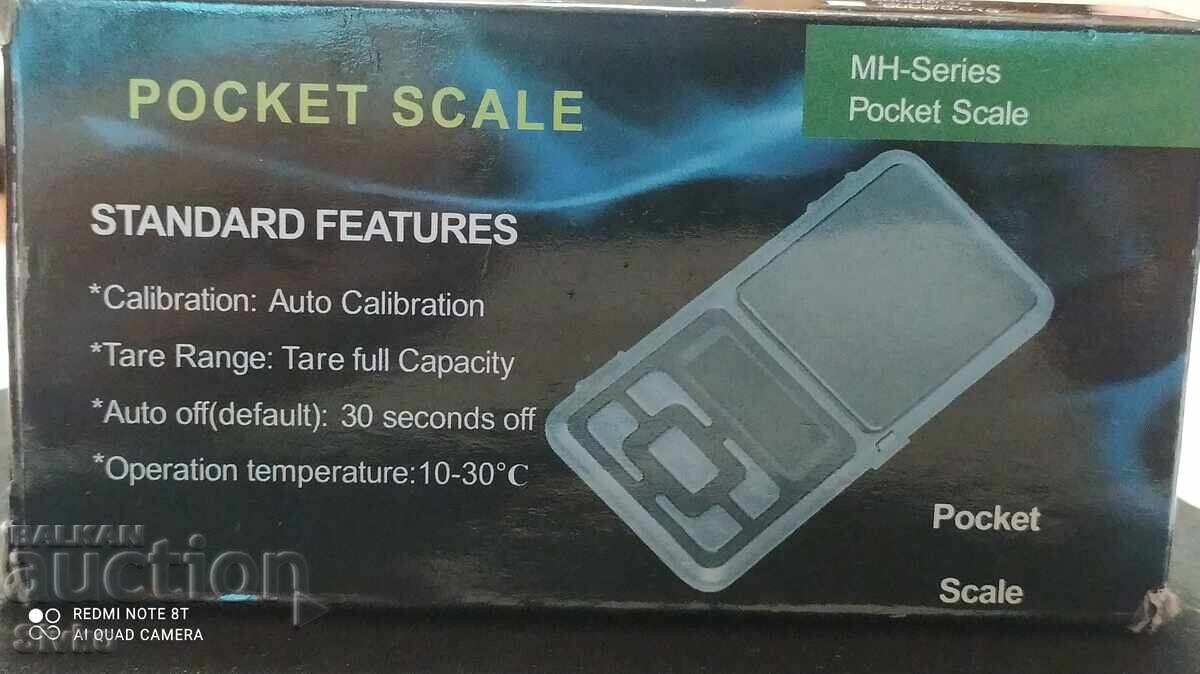 POCKET SCALE
MH-Series
Pocket Scale
STANDARD FEATURES
*Calibration: Auto Calibration
*Tare Range: Tare full Capacity
*Auto off(default): 30 seconds off
*Operation temperature:10-30°C
Pocket
Scale
BALKAN
auction
REDMI NOTE 8T
AI QUAD CAMERA